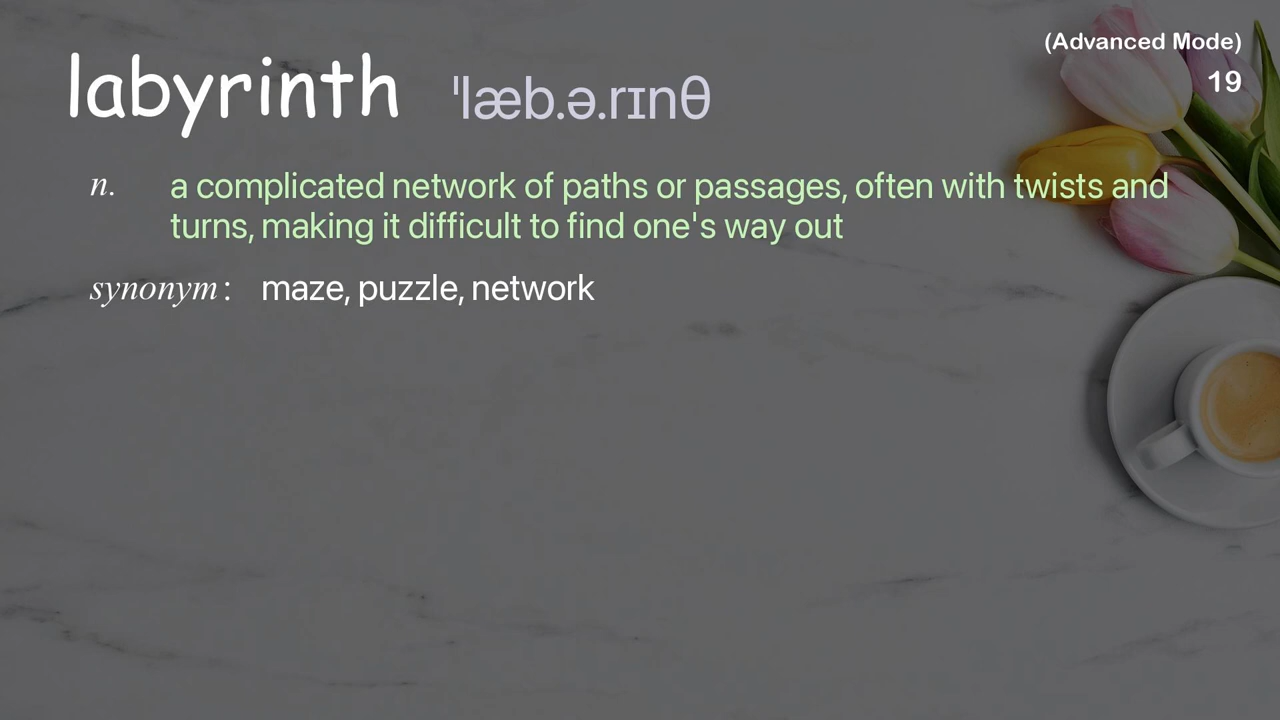 (Advanced Mode)
labyrinth ˈlæb.ə.rɪnθ
19
n. a complicated network of paths or passages, often with twists and
turns, making it difficult to find one's way out
synonym : maze, puzzle, network